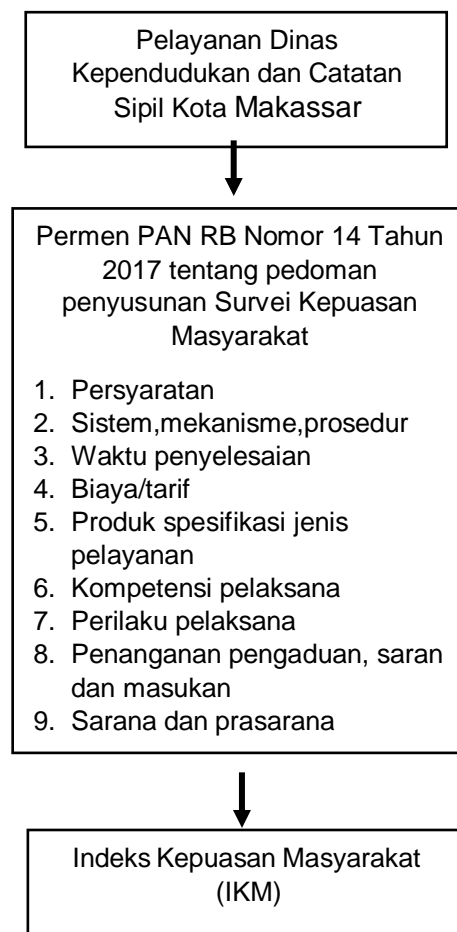 Pelayanan Dinas
Kependudukan dan Catatan
Sipil Kota Makassar
Permen PAN RB Nomor 14 Tahun
2017 tentang pedoman
penyusunan Survei Kepuasan
Masyarakat
1. Persyaratan
2. Sistem,mekanisme,prosedur
3. Waktu penyelesaian
4. Biaya/tarif
5. Produk spesifikasi jenis
pelayanan
6. Kompetensi pelaksana
7. Perilaku pelaksana
8. Penanganan pengaduan, saran
dan masukan
9. Sarana dan prasarana
Indeks Kepuasan Masyarakat
(IKM)